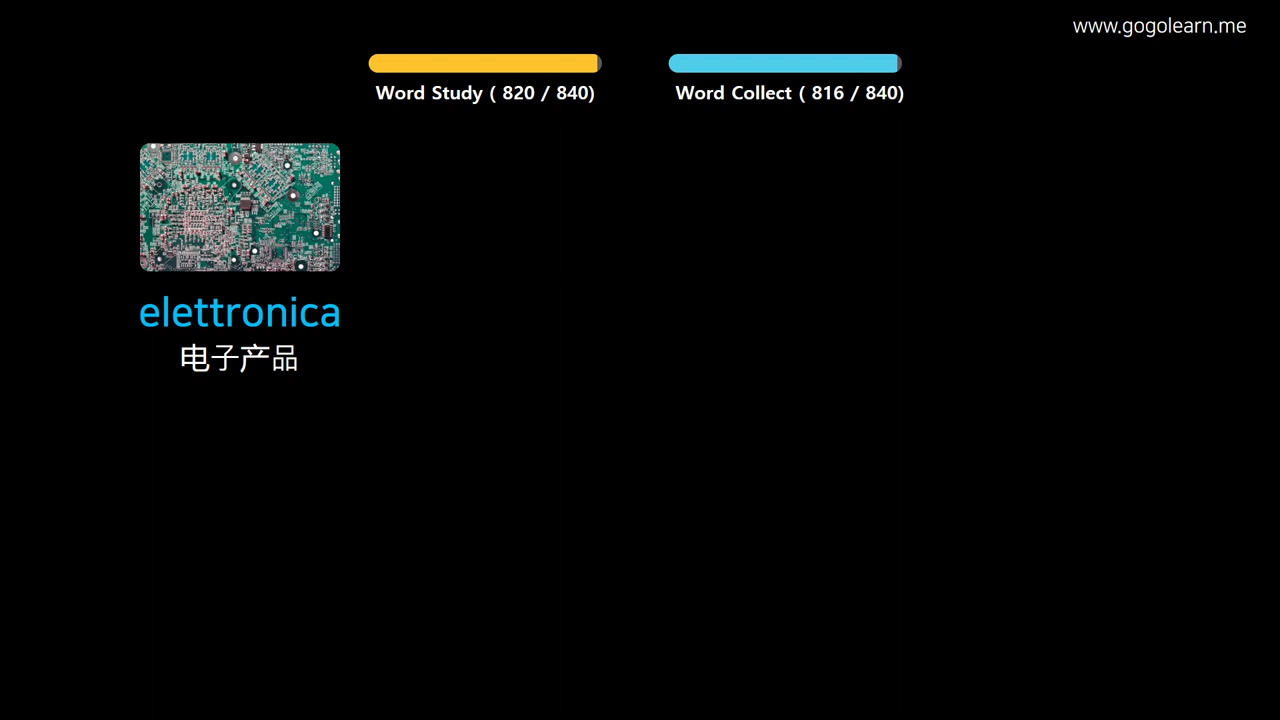 www.gogolearn.me
Word Study ( 820 / 840)
Word Collect ( 816 / 840)
elettronica
电子产品